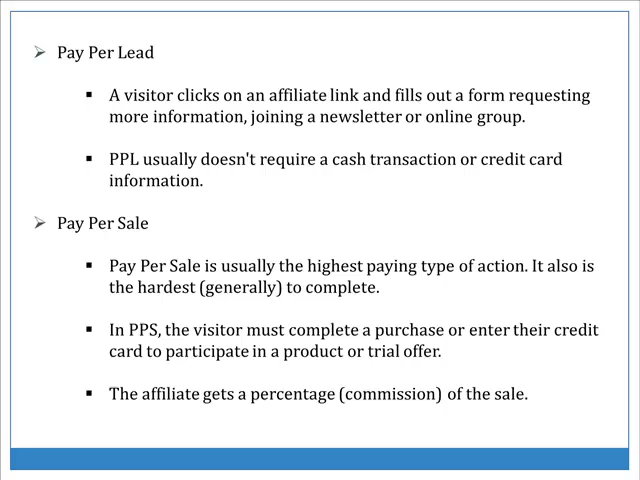 Pay Per Lead
A visitor clicks on an affiliate link and fills out a form requesting
more information, joining a newsletter or online group.
PPL usually doesn't require a cash transaction or credit card
information.
Pay Per Sale
Pay Per Sale is usually the highest paying type of action. It also is
the hardest (generally) to complete.
In PPS, the visitor must complete a purchase or enter their credit
card to participate in a product or trial offer.
The affiliate gets a percentage (commission) of the sale.